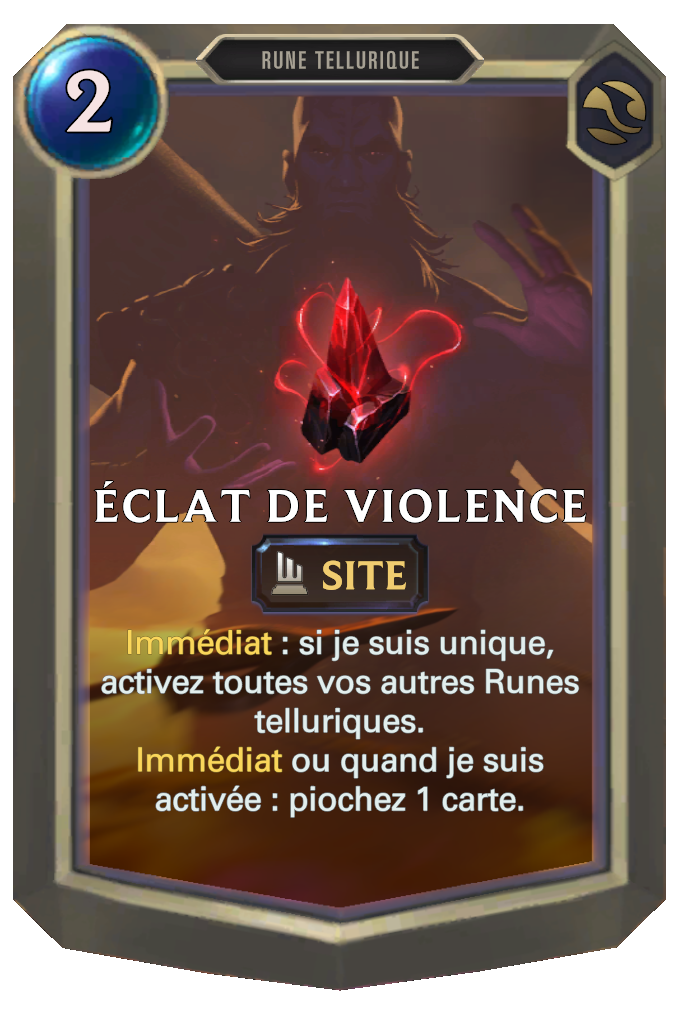 RUNE TELLURIQUE
2
ÉCLAT DE VIOLENCE
SITE
Immédiat : si je suis unique,
activez toutes vos autres Runes
telluriques.
Immédiat ou quand je suis
activée : piochez 1 carte.